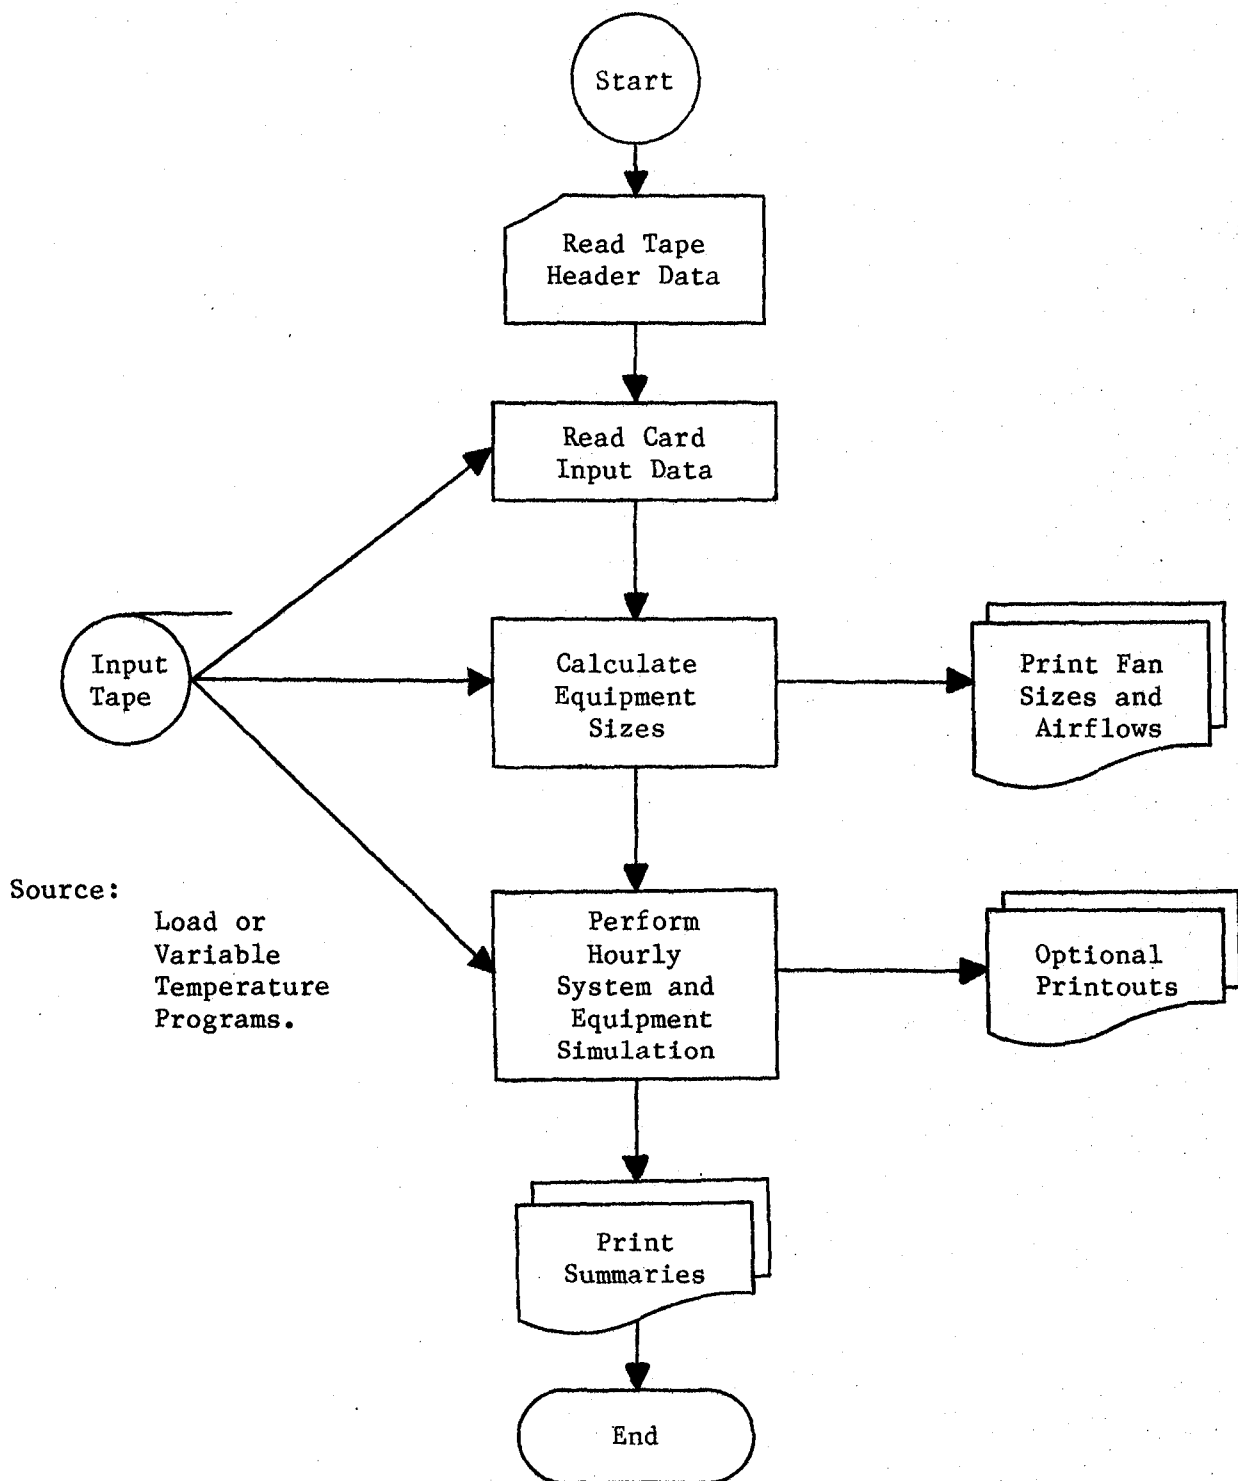 Start
Read Tape
Header Data
Read Card
Input Data
Input
Tape
Calculate
Equipment
Sizes
Print Fan
Sizes and
Airflows
Source:
Load or
Variable
Temperature
Programs.
Perform
Hourly
System and
Equipment
Simulation
Optional
Printouts
Print
Summaries
End